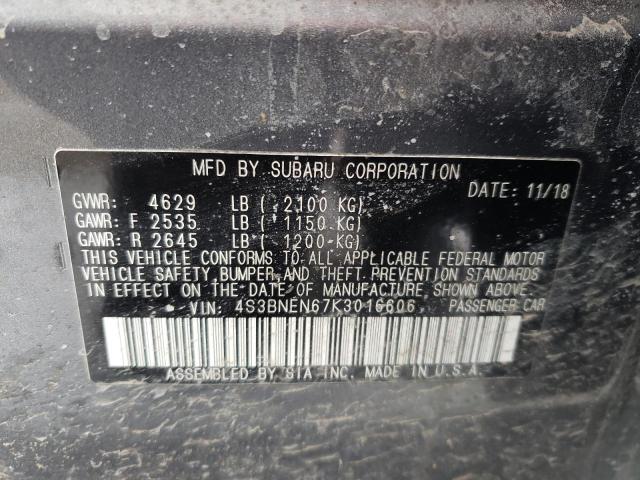 MFD BY SUBARU CORPORATION
DATE: 11/18
GVWR: 4629 LB ( 2100 KG)
GAWR: F 2535 LB ( 1150 KG)
GAWR: R 2645 LB ( 1200 KG)
THIS VEHICLE CONFORMS TO ALL APPLICABLE FEDERAL MOTOR
VEHICLE SAFETY, BUMPER, AND THEFT PREVENTION STANDARDS
IN EFFECT ON THE DATE OF MANUFACTURE SHOWN ABOVE.
VIN: 4S3BNEN67K3016606 PASSENGER CAR
ASSEMBLED BY SIA INC. MADE IN U.S.A.